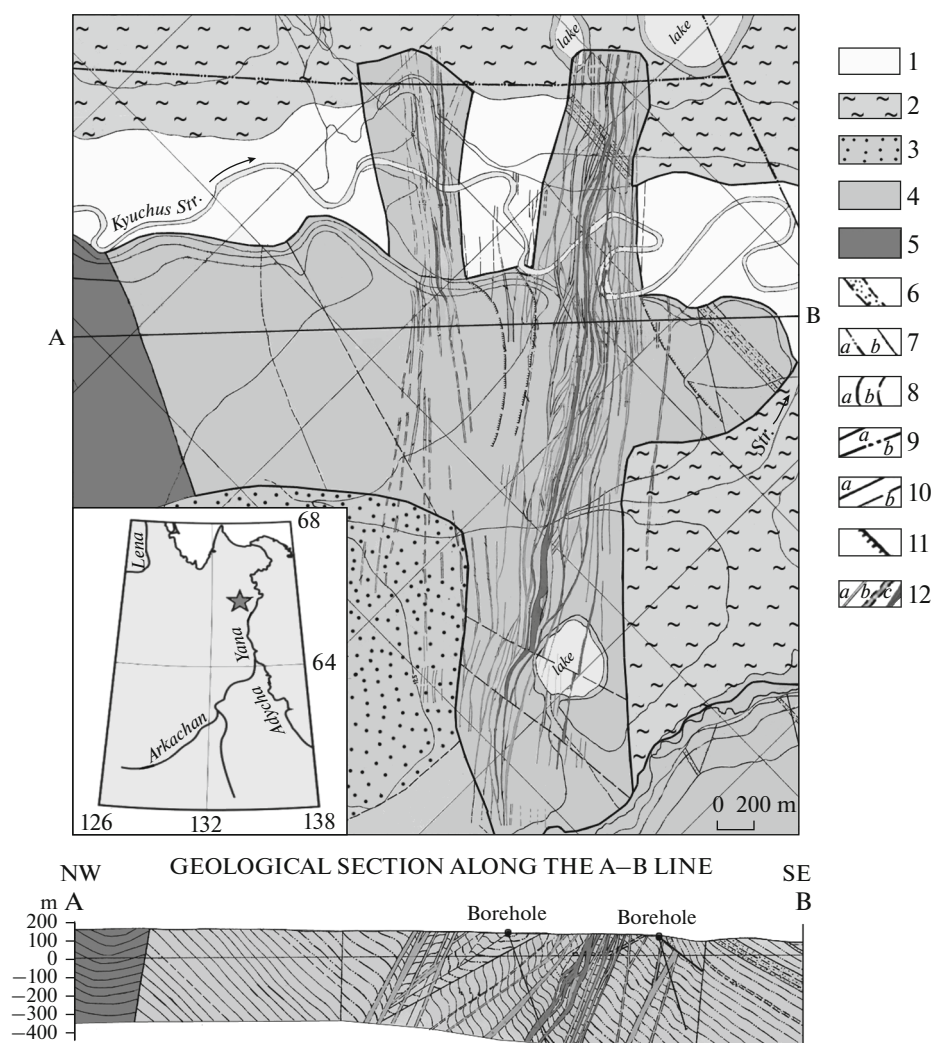 lake
lake
Kyuchus Str.
A
B
Str.
lake
0 200 m
68
64
Lena
Yana
Adycha
Arkachan
126
132
138
1
2
3
4
5
6
a b 7
a b 8
a b 9
a b 10
11
a b c 12
GEOLOGICAL SECTION ALONG THE A–B LINE
NW
SE
m A
B
Borehole
Borehole
200
100
0
–100
–200
–300
–400